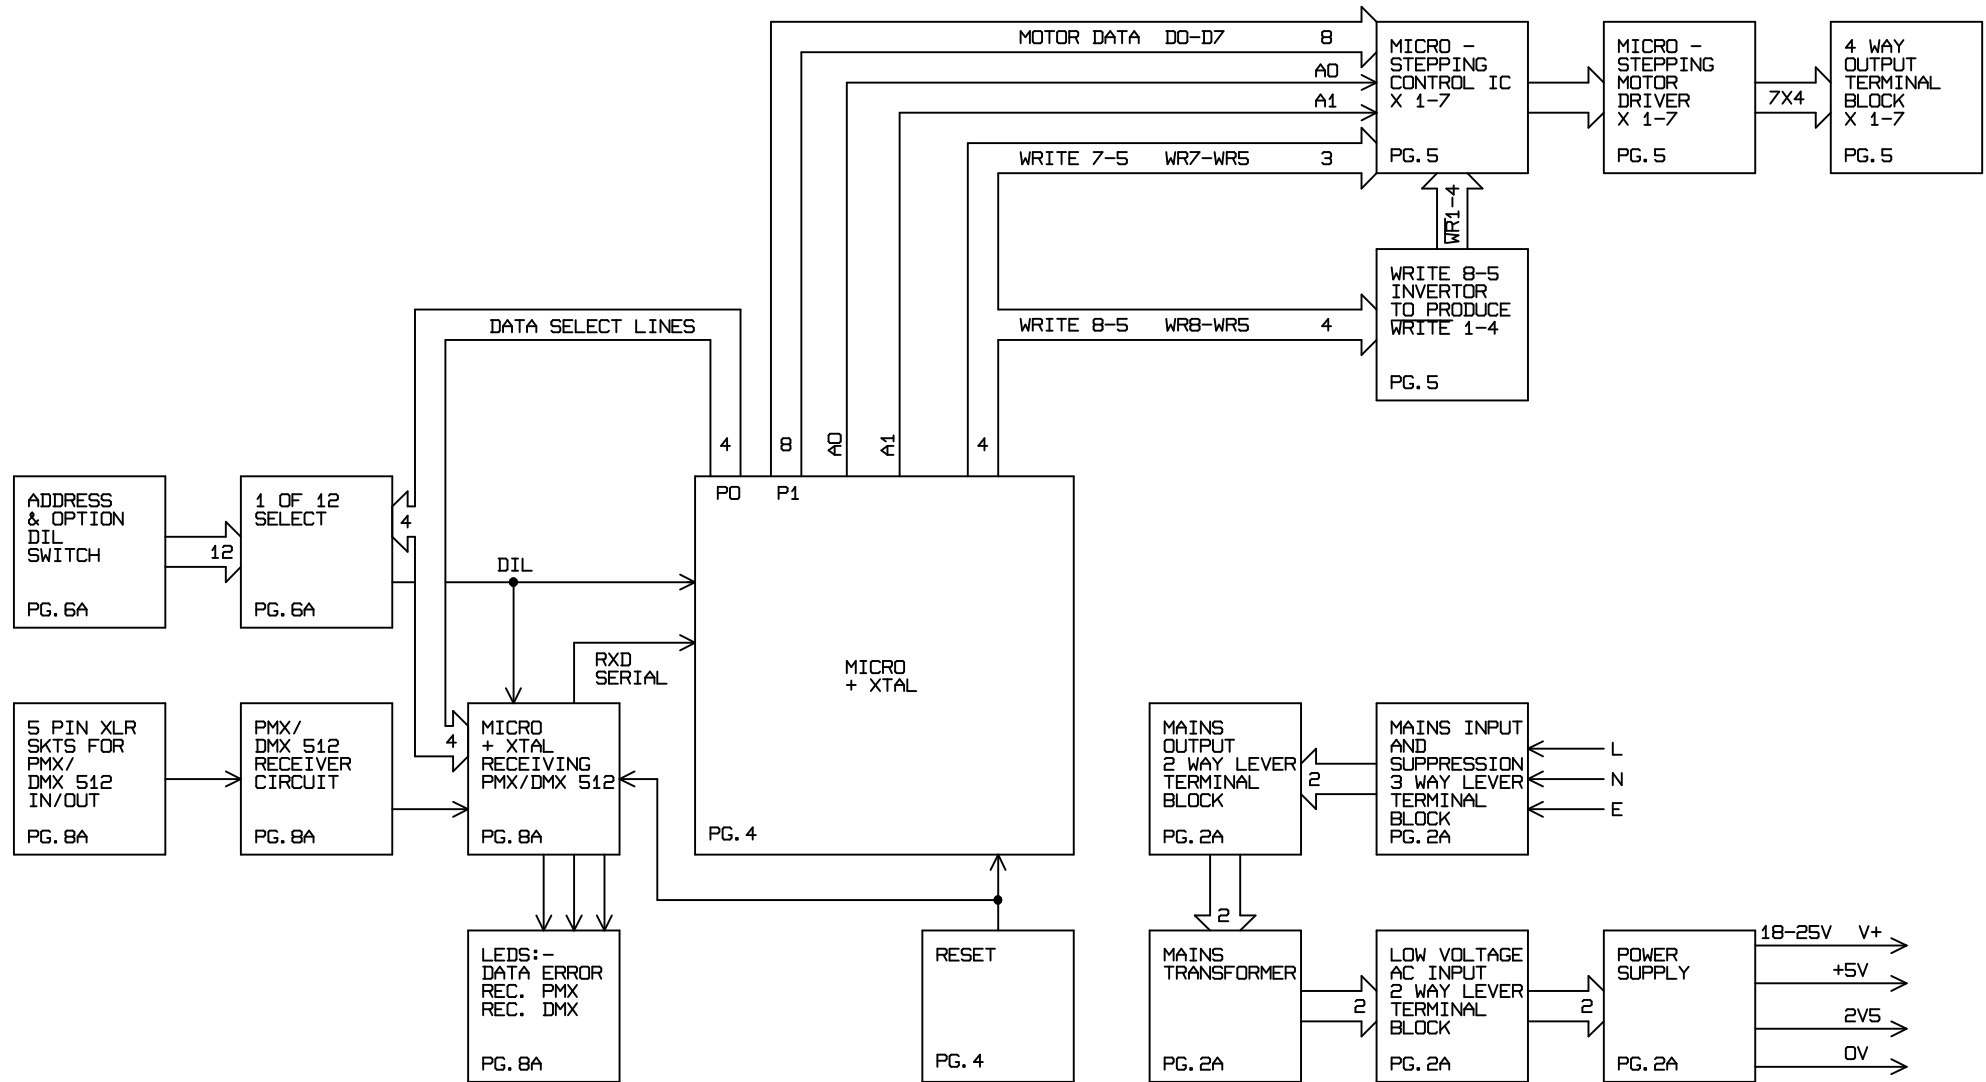 MOTOR DATA D0-D7 8
A0
A1
WRITE 7-5 WR7-WR5 3
MICRO -
STEPPING
CONTROL IC
X 1-7
PG.5
MICRO -
STEPPING
MOTOR
DRIVER
X 1-7
PG.5
7X4
4 WAY
OUTPUT
TERMINAL
BLOCK
X 1-7
PG.5
WR1-4
WRITE 8-5
INVERTOR
TO PRODUCE
WRITE 1-4
PG.5
WRITE 8-5 WR8-WR5 4
DATA SELECT LINES
4
8
A0
A1
4
ADDRESS
& OPTION
DIL
SWITCH
PG.6A
12
1 OF 12
SELECT
PG.6A
4
DIL
P0 P1
MICRO
+ XTAL
PG.4
RXD
SERIAL
5 PIN XLR
SKTS FOR
PMX/
DMX 512
IN/OUT
PG.8A
PMX/
DMX 512
RECEIVER
CIRCUIT
PG.8A
4
MICRO
+ XTAL
RECEIVING
PMX/DMX 512
PG.8A
MAINS
OUTPUT
2 WAY LEVER
TERMINAL
BLOCK
PG.2A
2
MAINS INPUT
AND
SUPPRESSION
3 WAY LEVER
TERMINAL
BLOCK
PG.2A
L
N
E
2
LEDS:-
DATA ERROR
REC. PMX
REC. DMX
PG.8A
RESET
PG.4
MAINS
TRANSFORMER
PG.2A
2
LOW VOLTAGE
AC INPUT
2 WAY LEVER
TERMINAL
BLOCK
PG.2A
2
POWER
SUPPLY
PG.2A
18-25V V+
+5V
2V5
0V